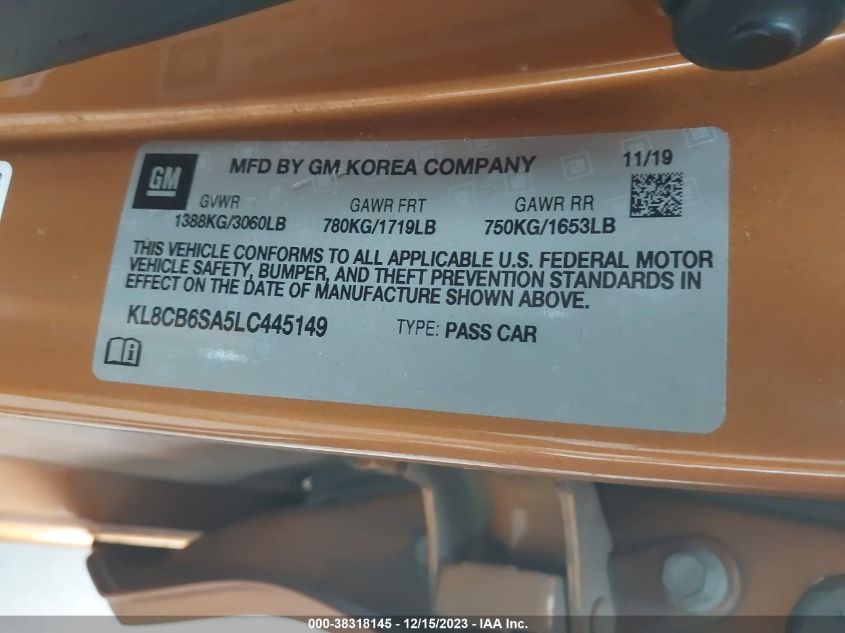 GM
MFD BY GM KOREA COMPANY
11/19
GVWR
GAWR FRT
GAWR RR
1388KG/3060LB
780KG/1719LB
750KG/1653LB
THIS VEHICLE CONFORMS TO ALL APPLICABLE U.S. FEDERAL MOTOR
VEHICLE SAFETY, BUMPER, AND THEFT PREVENTION STANDARDS IN
EFFECT ON THE DATE OF MANUFACTURE SHOWN ABOVE.
KL8CB6SA5LC445149
TYPE: PASS CAR
000-38318145 - 12/15/2023 - IAA Inc.